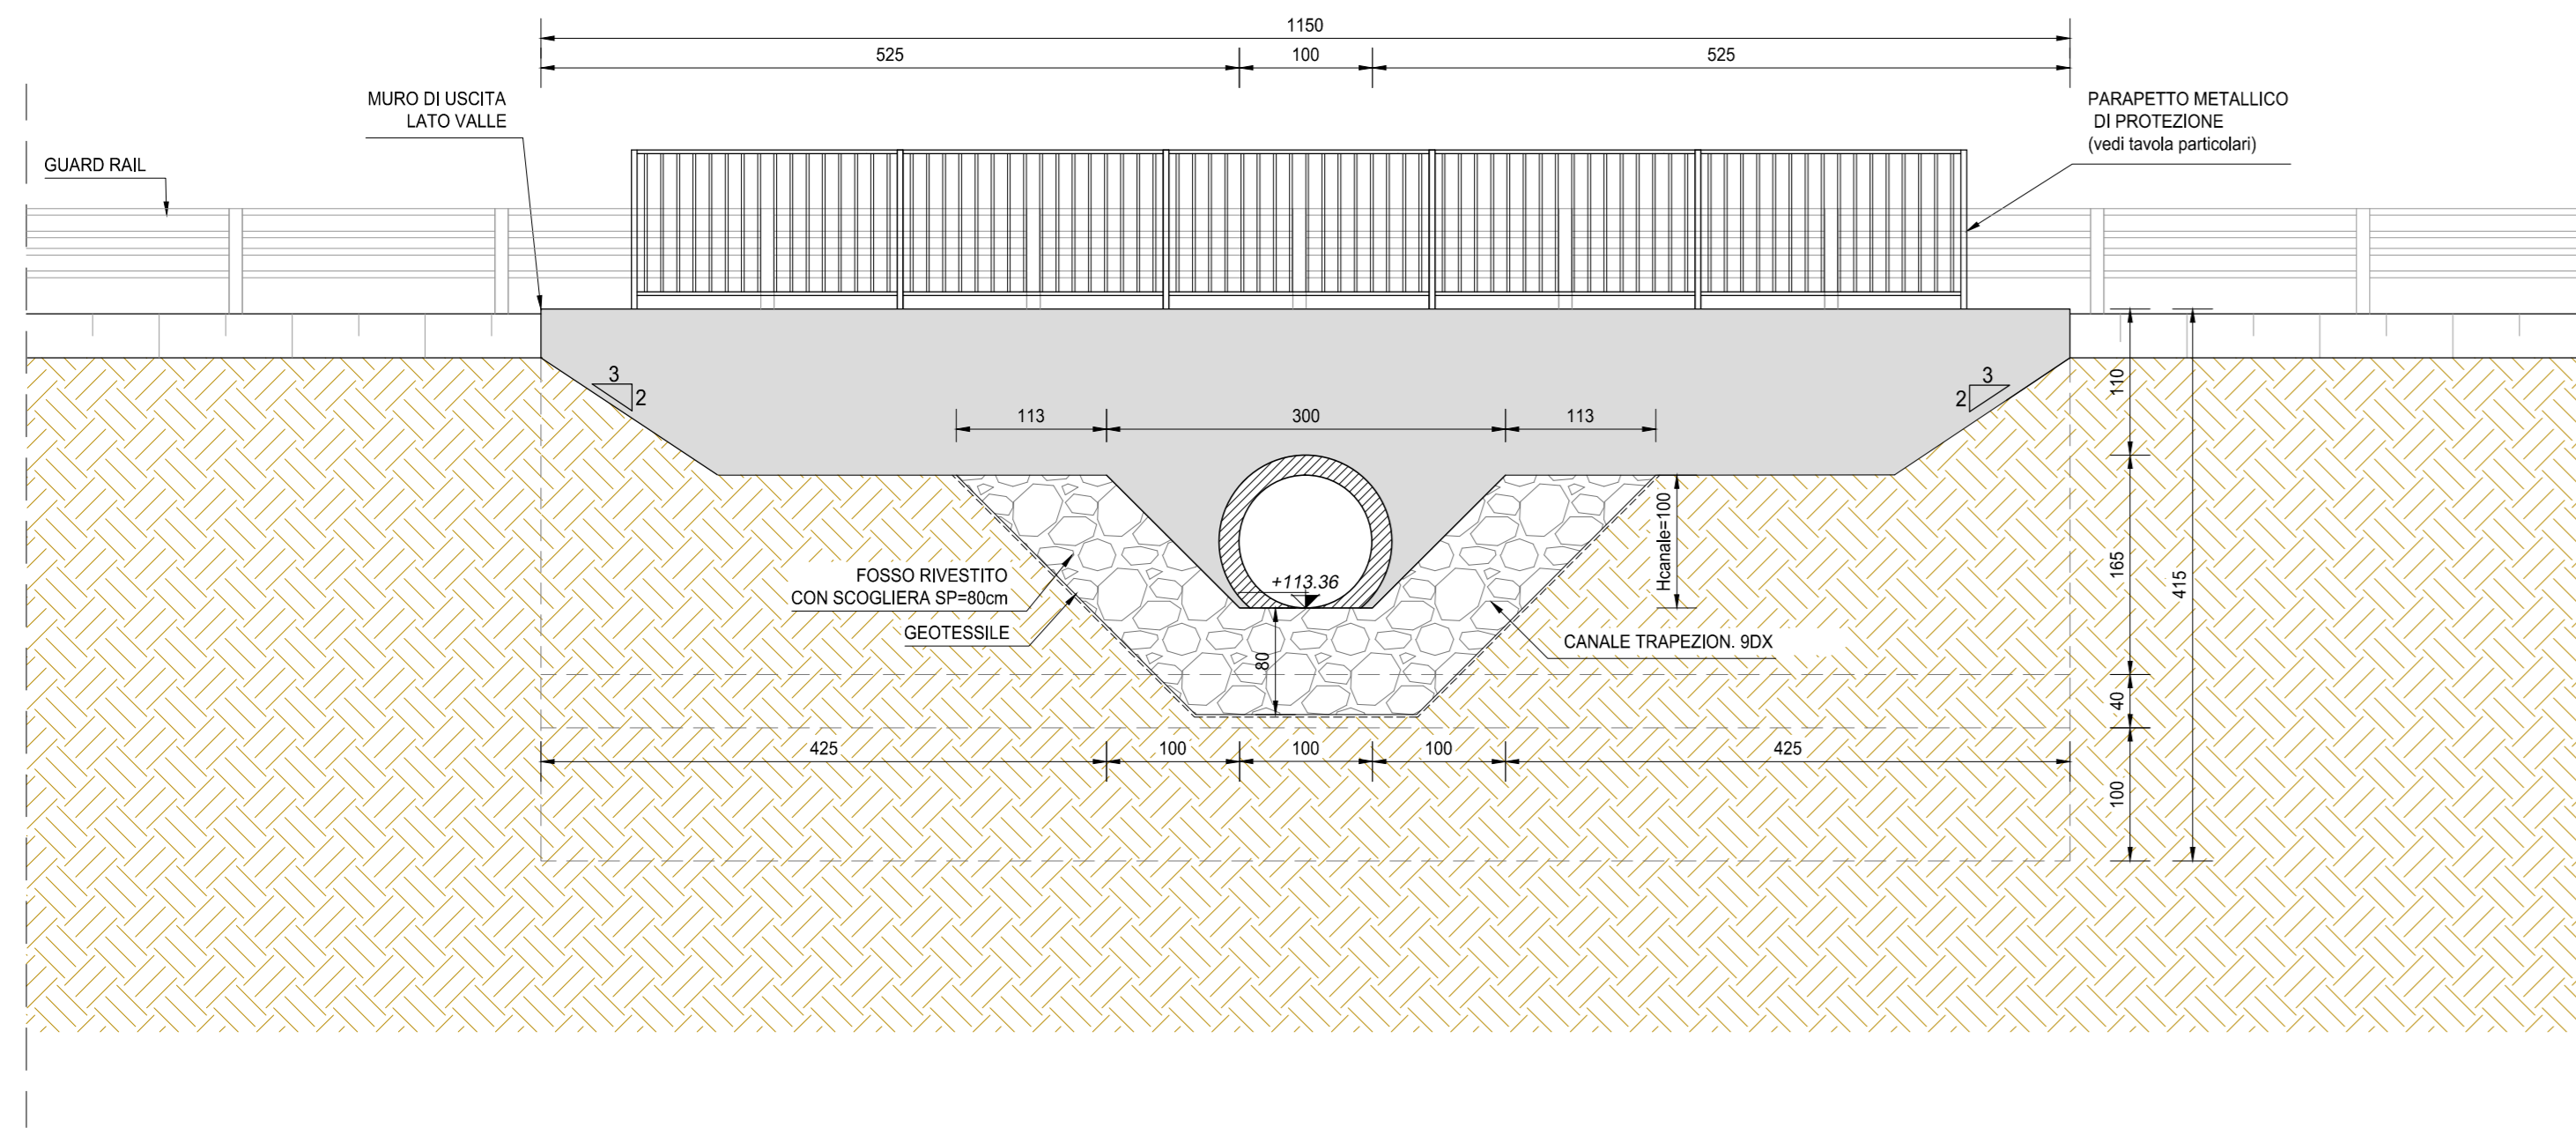 1150
525
100
525
MURO DI USCITA
LATO VALLE
PARAPETTO METALLICO
DI PROTEZIONE
(vedi tavola particolari)
GUARD RAIL
3
2
3
2
110
113
300
113
Hcanale=100
165
415
+113.36
FOSSO RIVESTITO
CON SCOGLIERA SP=80cm
GEOTESSILE
CANALE TRAPEZION. 9DX
80
40
425
100
100
100
425
100